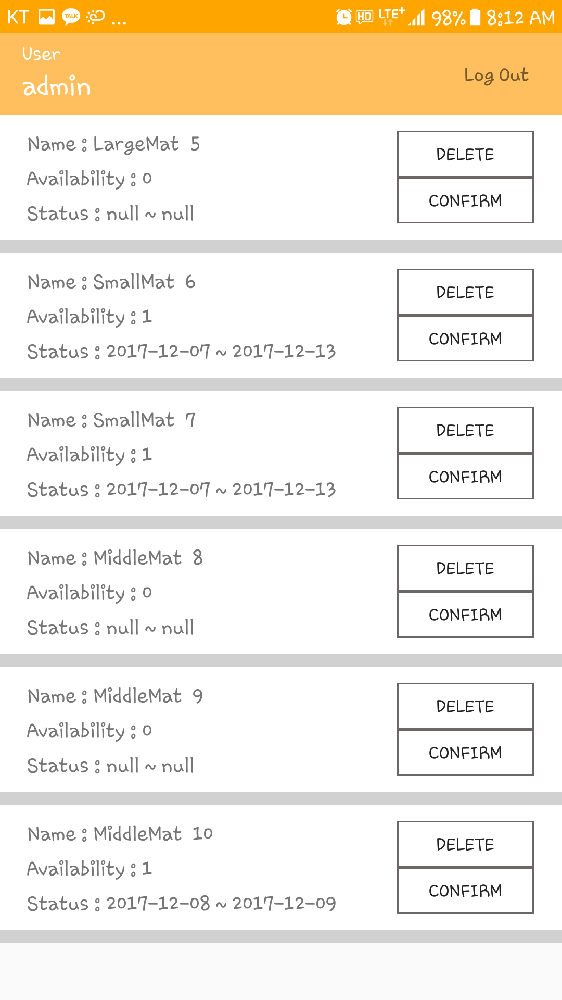 KT TALK ... HD LTE+ 98% 8:12 AM
User
admin
Log Out
Name : LargeMat 5
Availability : 0
Status : null ~ null
DELETE
CONFIRM
Name : SmallMat 6
Availability : 1
Status : 2017-12-07 ~ 2017-12-13
DELETE
CONFIRM
Name : SmallMat 7
Availability : 1
Status : 2017-12-07 ~ 2017-12-13
DELETE
CONFIRM
Name : MiddleMat 8
Availability : 0
Status : null ~ null
DELETE
CONFIRM
Name : MiddleMat 9
Availability : 0
Status : null ~ null
DELETE
CONFIRM
Name : MiddleMat 10
Availability : 1
Status : 2017-12-08 ~ 2017-12-09
DELETE
CONFIRM